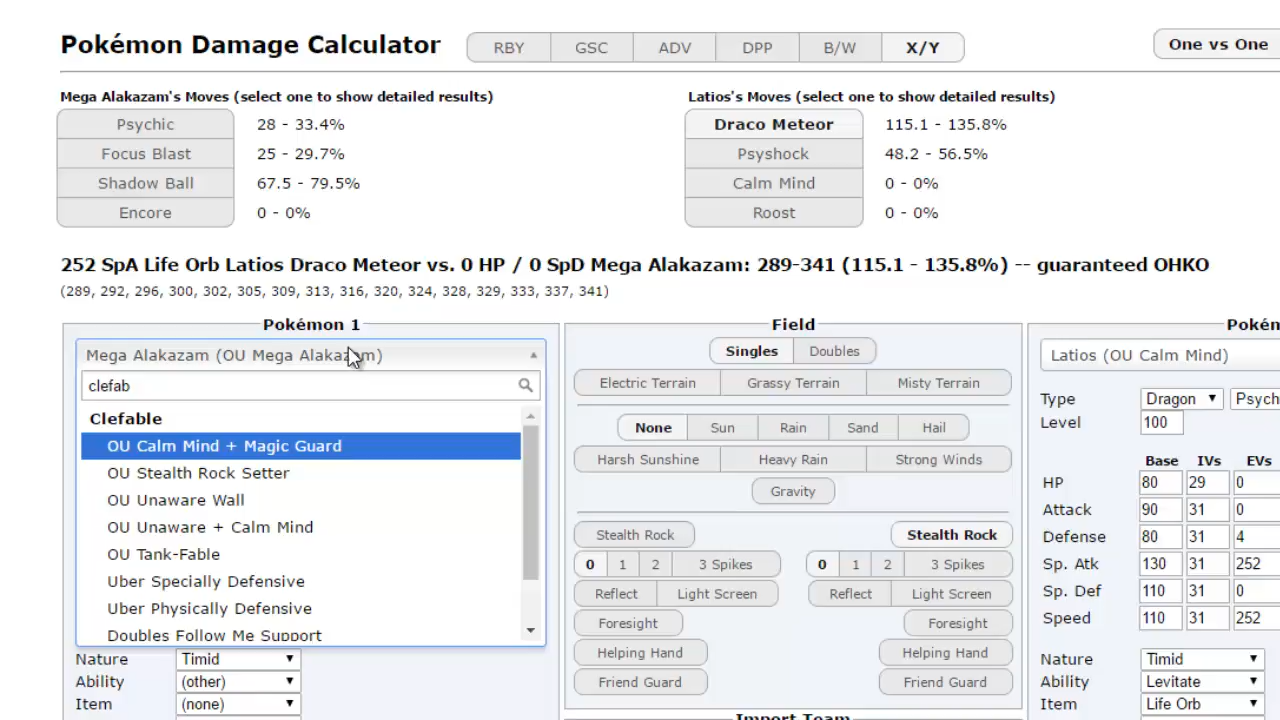 Pokémon Damage Calculator RBY GSC ADV DPP B/W X/Y One vs One
Mega Alakazam's Moves (select one to show detailed results)
Psychic 28 - 33.4%
Focus Blast 25 - 29.7%
Shadow Ball 67.5 - 79.5%
Encore 0 - 0%
Latios's Moves (select one to show detailed results)
Draco Meteor 115.1 - 135.8%
Psyshock 48.2 - 56.5%
Calm Mind 0 - 0%
Roost 0 - 0%
252 SpA Life Orb Latios Draco Meteor vs. 0 HP / 0 SpD Mega Alakazam: 289-341 (115.1 - 135.8%) -- guaranteed OHKO
(289, 292, 296, 300, 302, 305, 309, 313, 316, 320, 324, 328, 329, 333, 337, 341)
Pokémon 1
Mega Alakazam (OU Mega Alakazam)
clefab
Clefable
OU Calm Mind + Magic Guard
OU Stealth Rock Setter
OU Unaware Wall
OU Unaware + Calm Mind
OU Tank-Fable
Uber Specially Defensive
Uber Physically Defensive
Doubles Follow Me Support
Nature Timid
Ability (other)
Item (none)
Field
Singles Doubles
Electric Terrain Grassy Terrain Misty Terrain
None Sun Rain Sand Hail
Harsh Sunshine Heavy Rain Strong Winds
Gravity
Stealth Rock Stealth Rock
0 1 2 3 Spikes 0 1 2 3 Spikes
Reflect Light Screen Reflect Light Screen
Foresight Foresight
Helping Hand Helping Hand
Friend Guard Friend Guard
Import Team
Pokém
Latios (OU Calm Mind)
Type Dragon Psych
Level 100
Base IVs EVs
HP 80 29 0
Attack 90 31 0
Defense 80 31 4
Sp. Atk 130 31 252
Sp. Def 110 31 0
Speed 110 31 252
Nature Timid
Ability Levitate
Item Life Orb